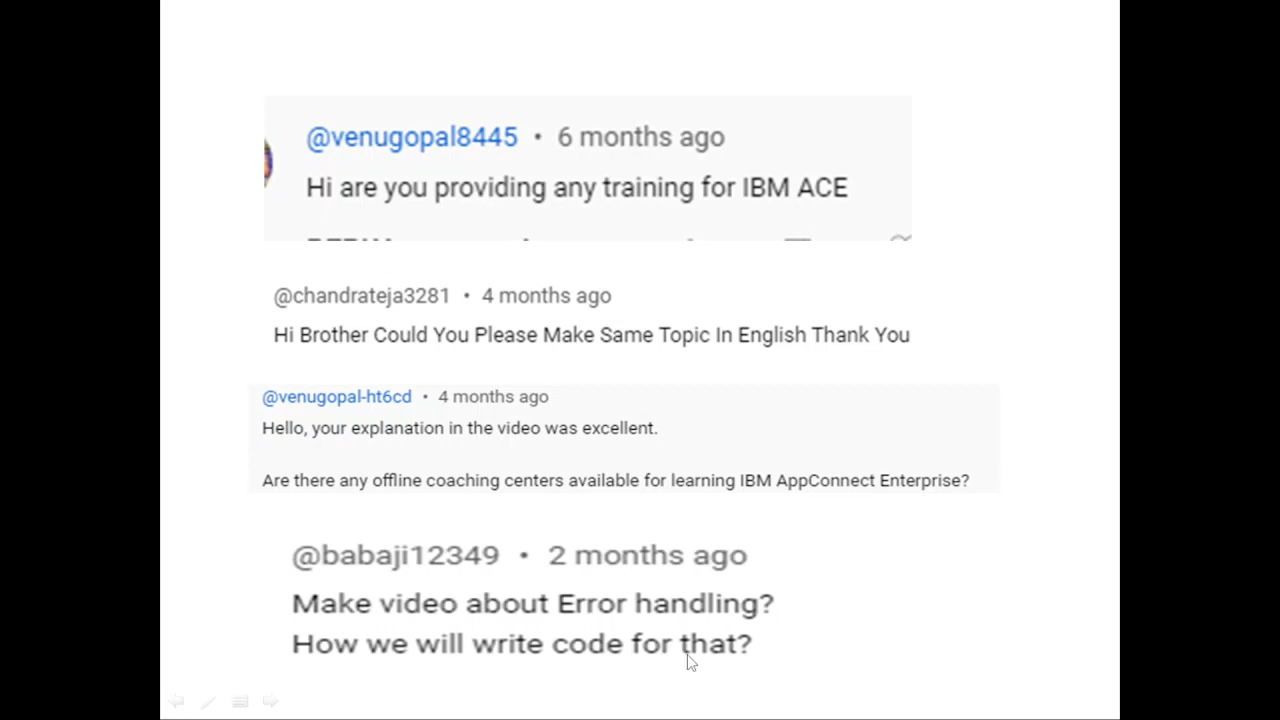 @venugopal8445 • 6 months ago
Hi are you providing any training for IBM ACE
@chandrateja3281 • 4 months ago
Hi Brother Could You Please Make Same Topic In English Thank You
@venugopal-ht6cd • 4 months ago
Hello, your explanation in the video was excellent.
Are there any offline coaching centers available for learning IBM AppConnect Enterprise?
@babaji12349 • 2 months ago
Make video about Error handling?
How we will write code for that?